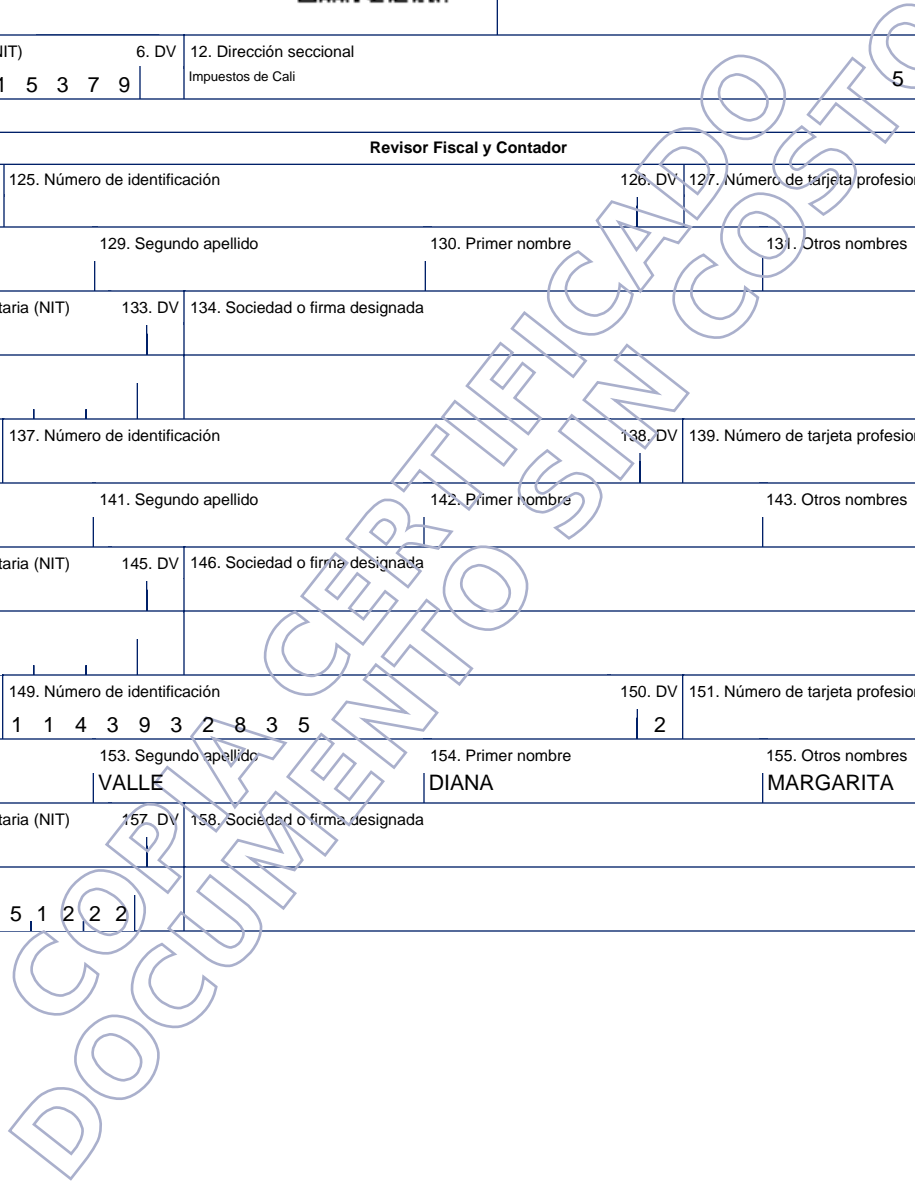 NIT) 6. DV 12. Dirección seccional
1 5 3 7 9 Impuestos de Cali 5
Revisor Fiscal y Contador
125. Número de identificación 126. DV 127. Número de tarjeta profesion
129. Segundo apellido 130. Primer nombre 131. Otros nombres
taria (NIT) 133. DV 134. Sociedad o firma designada
137. Número de identificación 138. DV 139. Número de tarjeta profesion
141. Segundo apellido 142. Primer nombre 143. Otros nombres
taria (NIT) 145. DV 146. Sociedad o firma designada
149. Número de identificación 150. DV 151. Número de tarjeta profesion
1 1 4 3 9 3 2 8 3 5 2
153. Segundo apellido 154. Primer nombre 155. Otros nombres
VALLE DIANA MARGARITA
taria (NIT) 157. DV 158. Sociedad o firma designada
5 1 2 2 2
COPIA CERTIFICADO
DOCUMENTO SIN COSTO